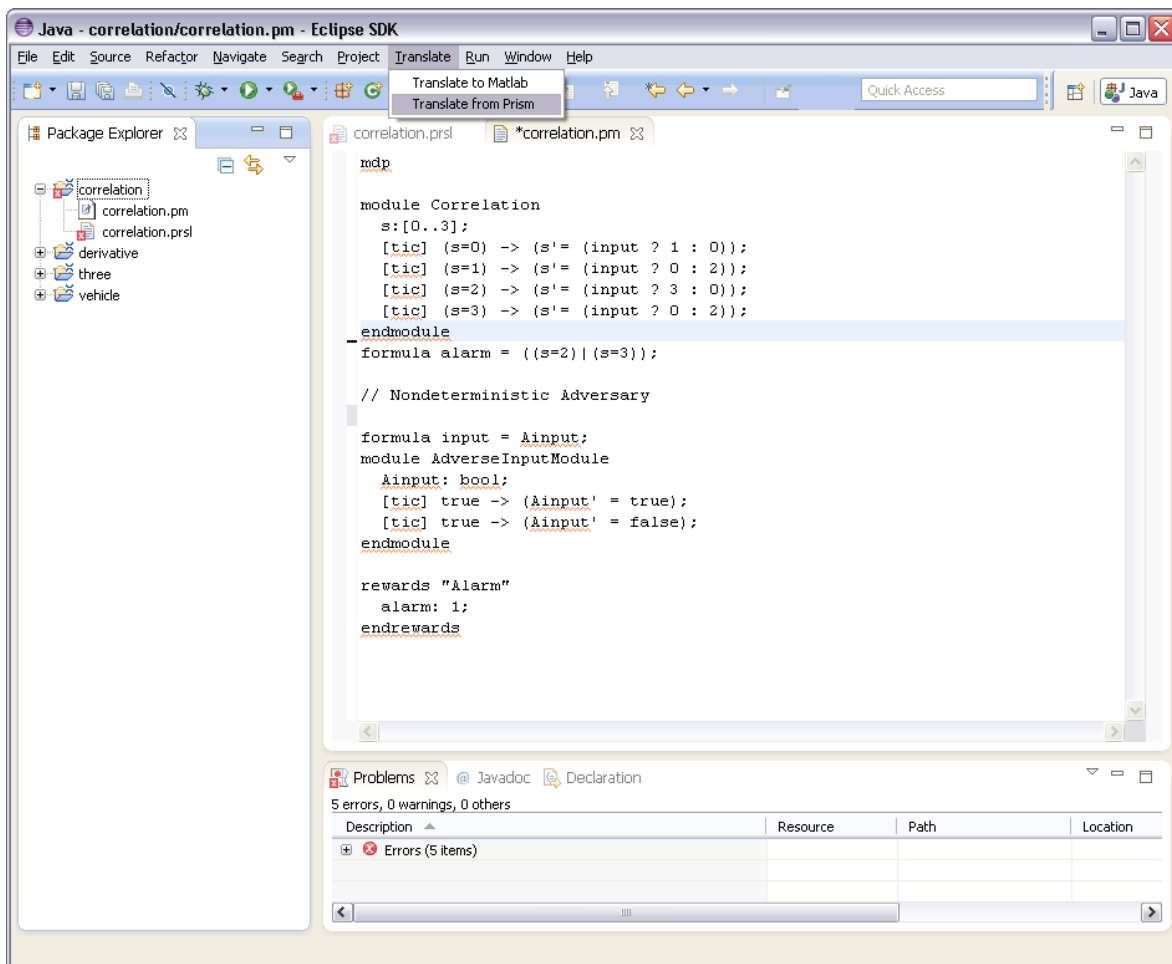 Java - correlation/correlation.pm - Eclipse SDK
File Edit Source Refactor Navigate Search Project Translate Run Window Help
Translate to Matlab
Translate from Prism
Quick Access
Java
Package Explorer
correlation
correlation.pm
correlation.prsl
derivative
three
vehicle
correlation.prsl *correlation.pm
mdp
module Correlation
s:[0..3];
[tic] (s=0) -> (s'= (input ? 1 : 0));
[tic] (s=1) -> (s'= (input ? 0 : 2));
[tic] (s=2) -> (s'= (input ? 3 : 0));
[tic] (s=3) -> (s'= (input ? 0 : 2));
endmodule
formula alarm = ((s=2)|(s=3));
// Nondeterministic Adversary
formula input = Ainput;
module AdverseInputModule
Ainput: bool;
[tic] true -> (Ainput' = true);
[tic] true -> (Ainput' = false);
endmodule
rewards "Alarm"
alarm: 1;
endrewards
Problems @ Javadoc Declaration
5 errors, 0 warnings, 0 others
Description Resource Path Location
Errors (5 items)